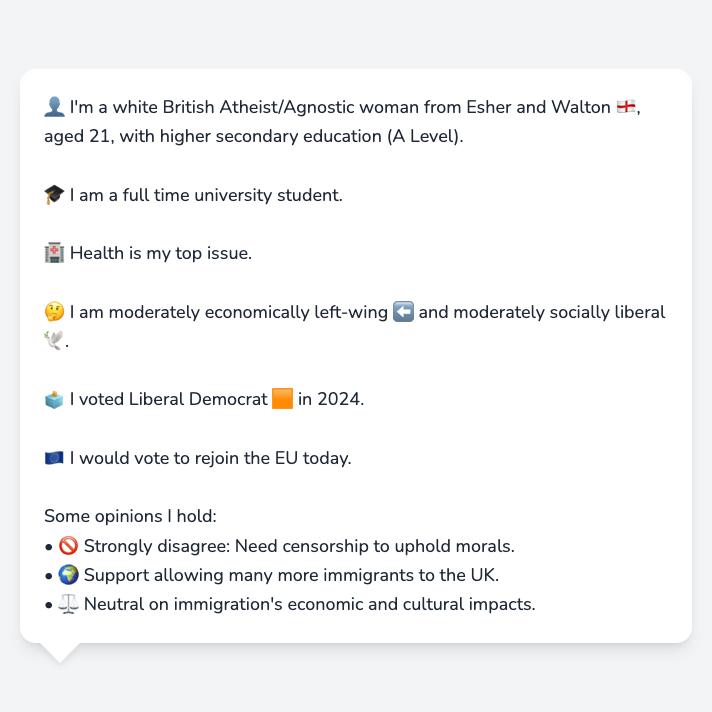 👤 I'm a white British Atheist/Agnostic woman from Esher and Walton 🏴󠁧󠁢󠁥󠁮󠁧󠁿,
aged 21, with higher secondary education (A Level).
🎓 I am a full time university student.
🏥 Health is my top issue.
🤔 I am moderately economically left-wing ⬅️ and moderately socially liberal
🕊️.
🗳️ I voted Liberal Democrat 🟧 in 2024.
🇪🇺 I would vote to rejoin the EU today.
Some opinions I hold:
• 🚫 Strongly disagree: Need censorship to uphold morals.
• 🌍 Support allowing many more immigrants to the UK.
• ⚖️ Neutral on immigration's economic and cultural impacts.